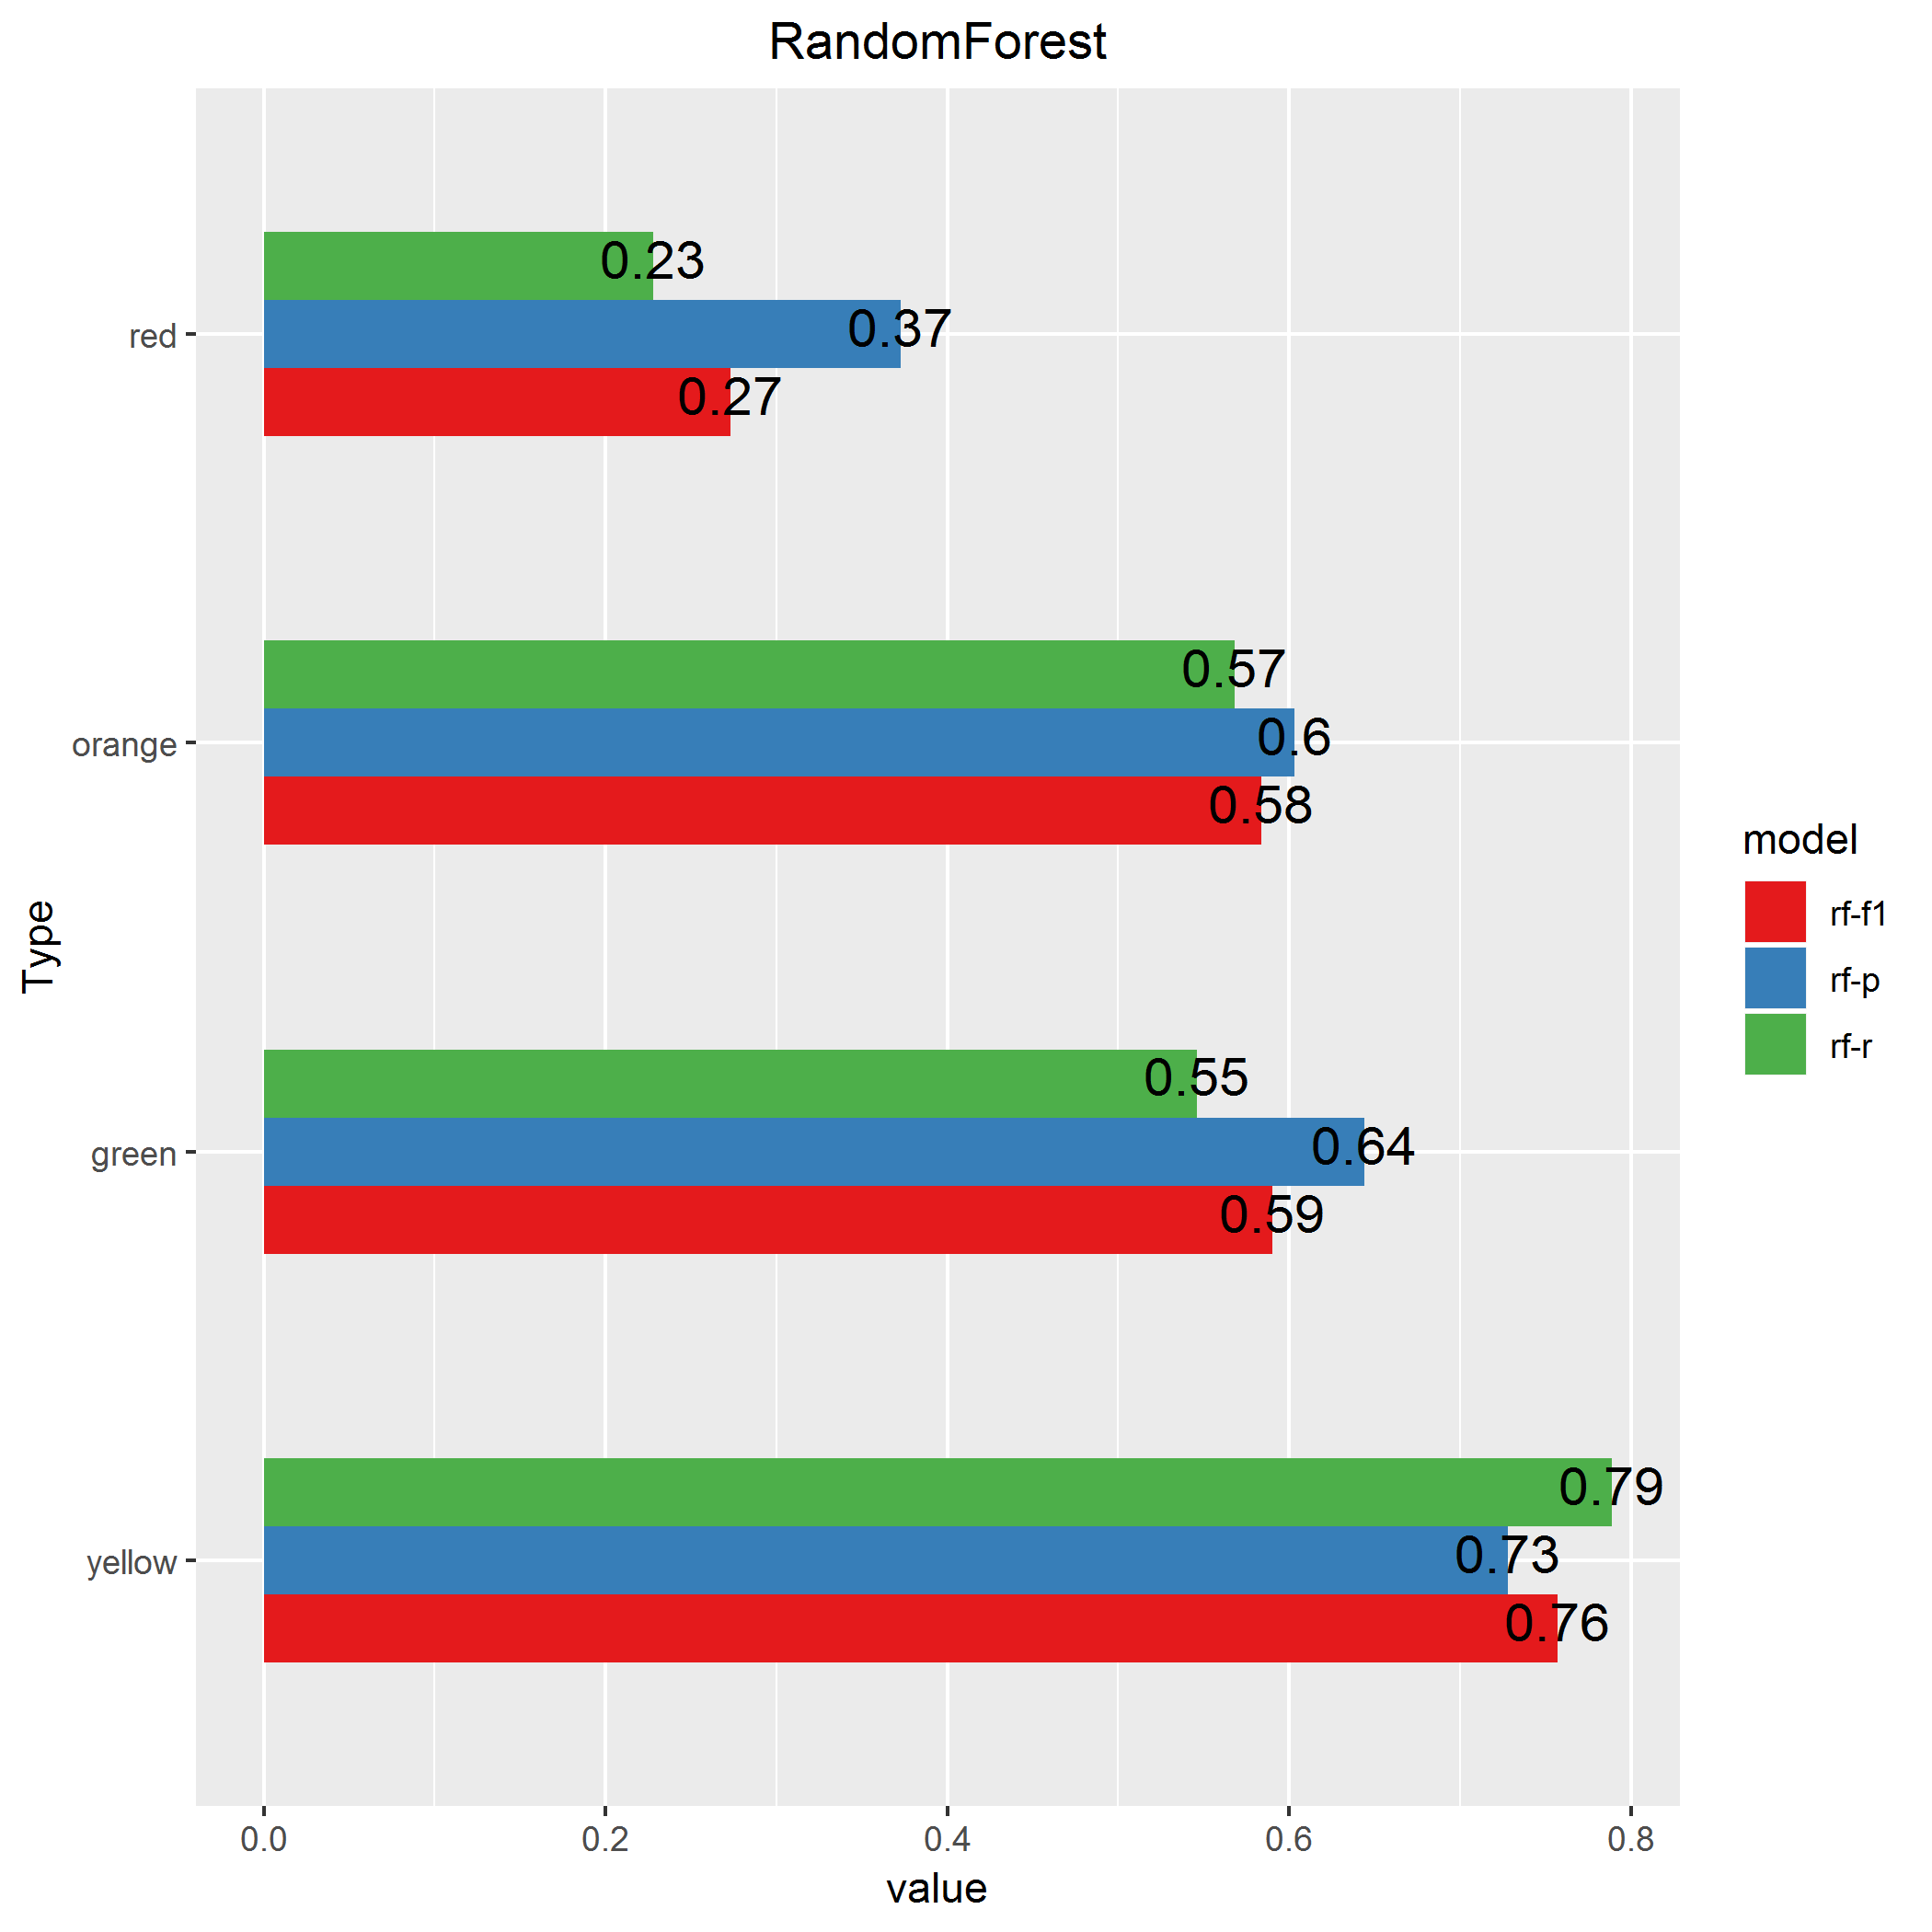 RandomForest
red
0.23
0.37
0.27
orange
0.57
0.6
0.58
green
0.55
0.64
0.59
yellow
0.79
0.73
0.76
Type
0.0 0.2 0.4 0.6 0.8
value
model
rf-f1
rf-p
rf-r